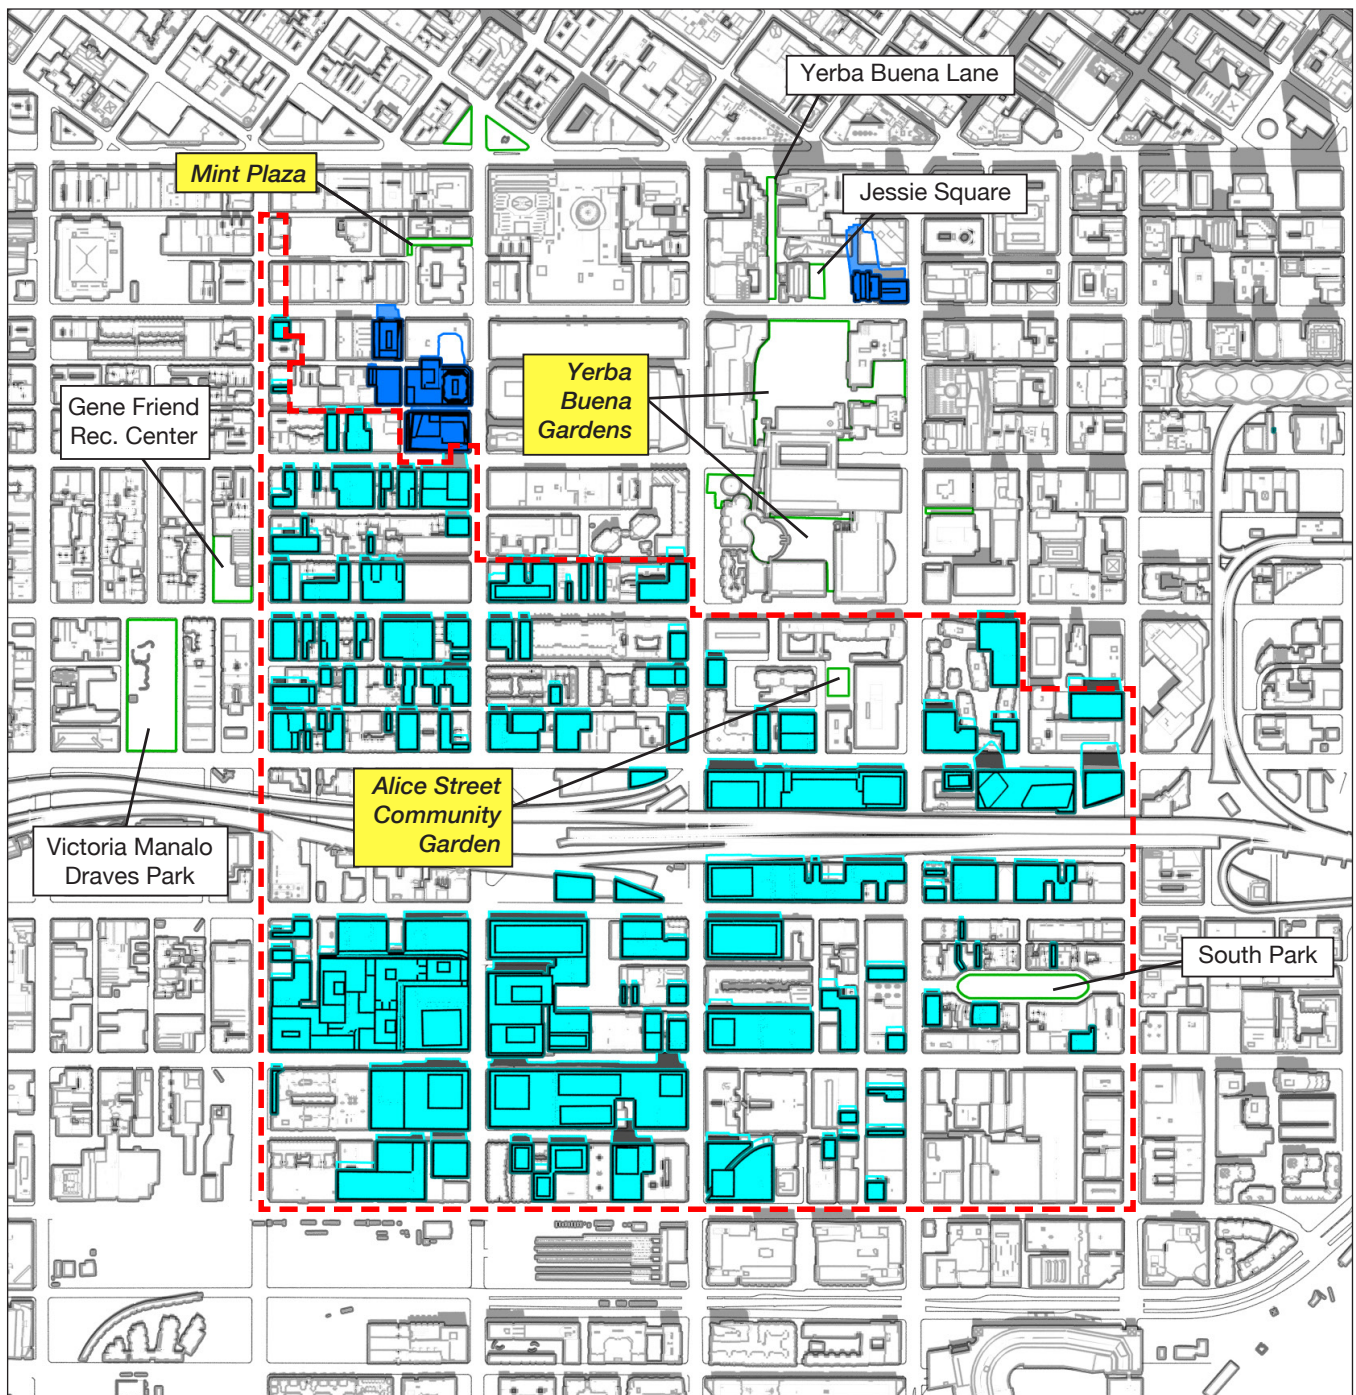 Yerba Buena Lane
Mint Plaza
Jessie Square
Yerba
Buena
Gardens
Gene Friend
Rec. Center
Alice Street
Community
Garden
Victoria Manalo
Draves Park
South Park